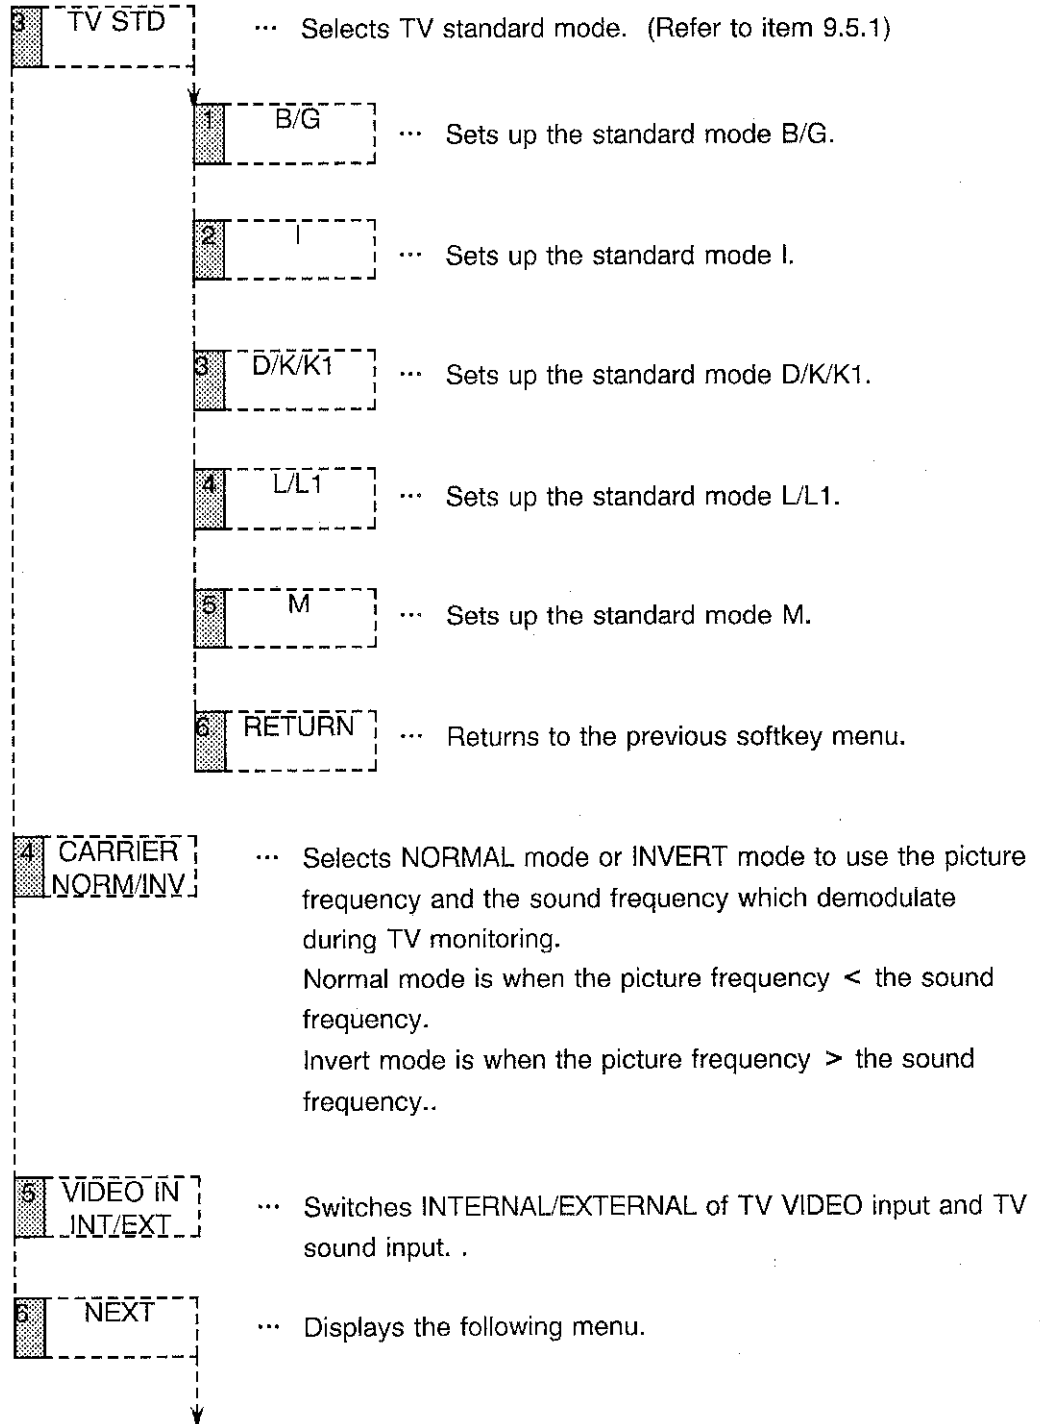 3 TV STD ... Selects TV standard mode. (Refer to item 9.5.1)
1 B/G ... Sets up the standard mode B/G.
2 I ... Sets up the standard mode I.
3 D/K/K1 ... Sets up the standard mode D/K/K1.
4 L/L1 ... Sets up the standard mode L/L1.
5 M ... Sets up the standard mode M.
6 RETURN ... Returns to the previous softkey menu.
4 CARRIER ... Selects NORMAL mode or INVERT mode to use the picture
NORM/INV frequency and the sound frequency which demodulate
during TV monitoring.
Normal mode is when the picture frequency < the sound
frequency.
Invert mode is when the picture frequency > the sound
frequency..
5 VIDEO IN ... Switches INTERNAL/EXTERNAL of TV VIDEO input and TV
INT/EXT sound input. .
6 NEXT ... Displays the following menu.